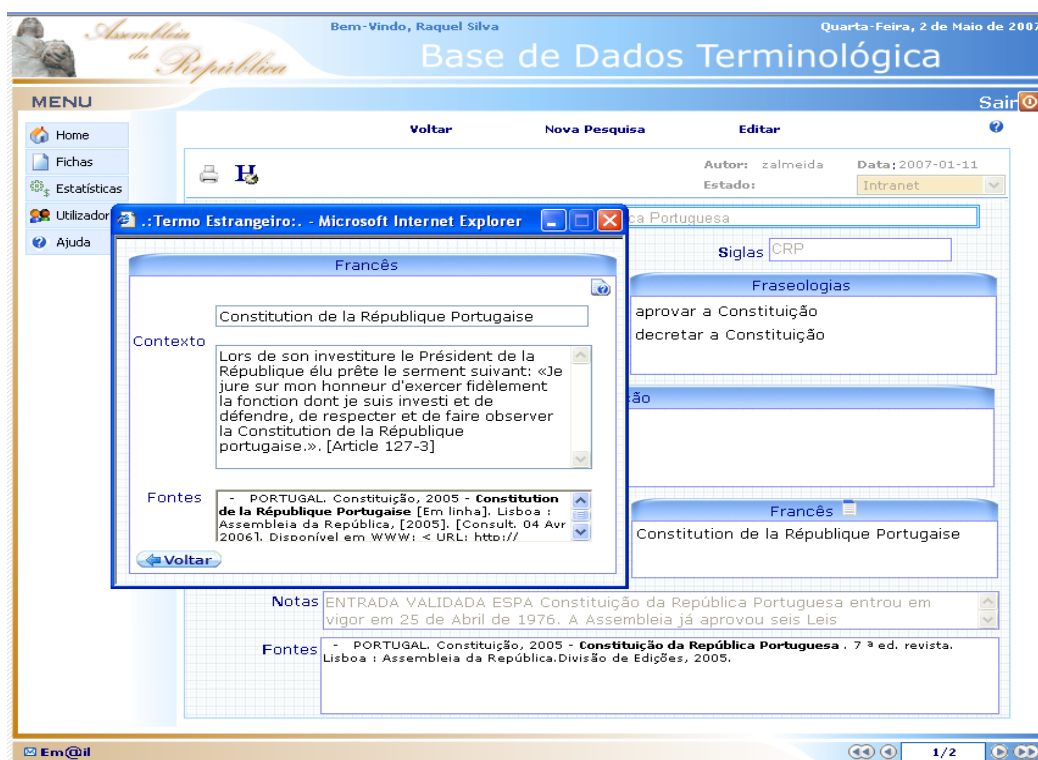 Assembleia
da República
Bem-Vindo, Raquel Silva
Quarta-Feira, 2 de Maio de 2007
Base de Dados Terminológica
MENU
Sair
Home
Fichas
Estatísticas
Utilizador
Ajuda
Voltar Nova Pesquisa Editar
Autor: zalmeida Data: 2007-01-11
Estado: Intranet
ca Portuguesa
Siglas CRP
Fraseologias
aprovar a Constituição
decretar a Constituição
ão
Francês
Constitution de la République Portugaise
.:Termo Estrangeiro:. - Microsoft Internet Explorer
Francês
Constitution de la République Portugaise
Contexto
Lors de son investiture le Président de la
République élu prête le serment suivant: «Je
jure sur mon honneur d'exercer fidèlement
la fonction dont je suis investi et de
défendre, de respecter et de faire observer
la Constitution de la République
portugaise.». [Article 127-3]
Fontes
- PORTUGAL. Constituição, 2005 - Constitution
de la République Portugaise [Em linha]. Lisboa :
Assembleia da República, [2005]. [Consult. 04 Avr
2006]. Disponível em WWW: < URL: http://
Voltar
Notas
ENTRADA VALIDADA ESPA Constituição da República Portuguesa entrou em
vigor em 25 de Abril de 1976. A Assembleia já aprovou seis Leis
Fontes
- PORTUGAL. Constituição, 2005 - Constituição da República Portuguesa . 7 ª ed. revista.
Lisboa : Assembleia da República.Divisão de Edições, 2005.
Em@il
1/2